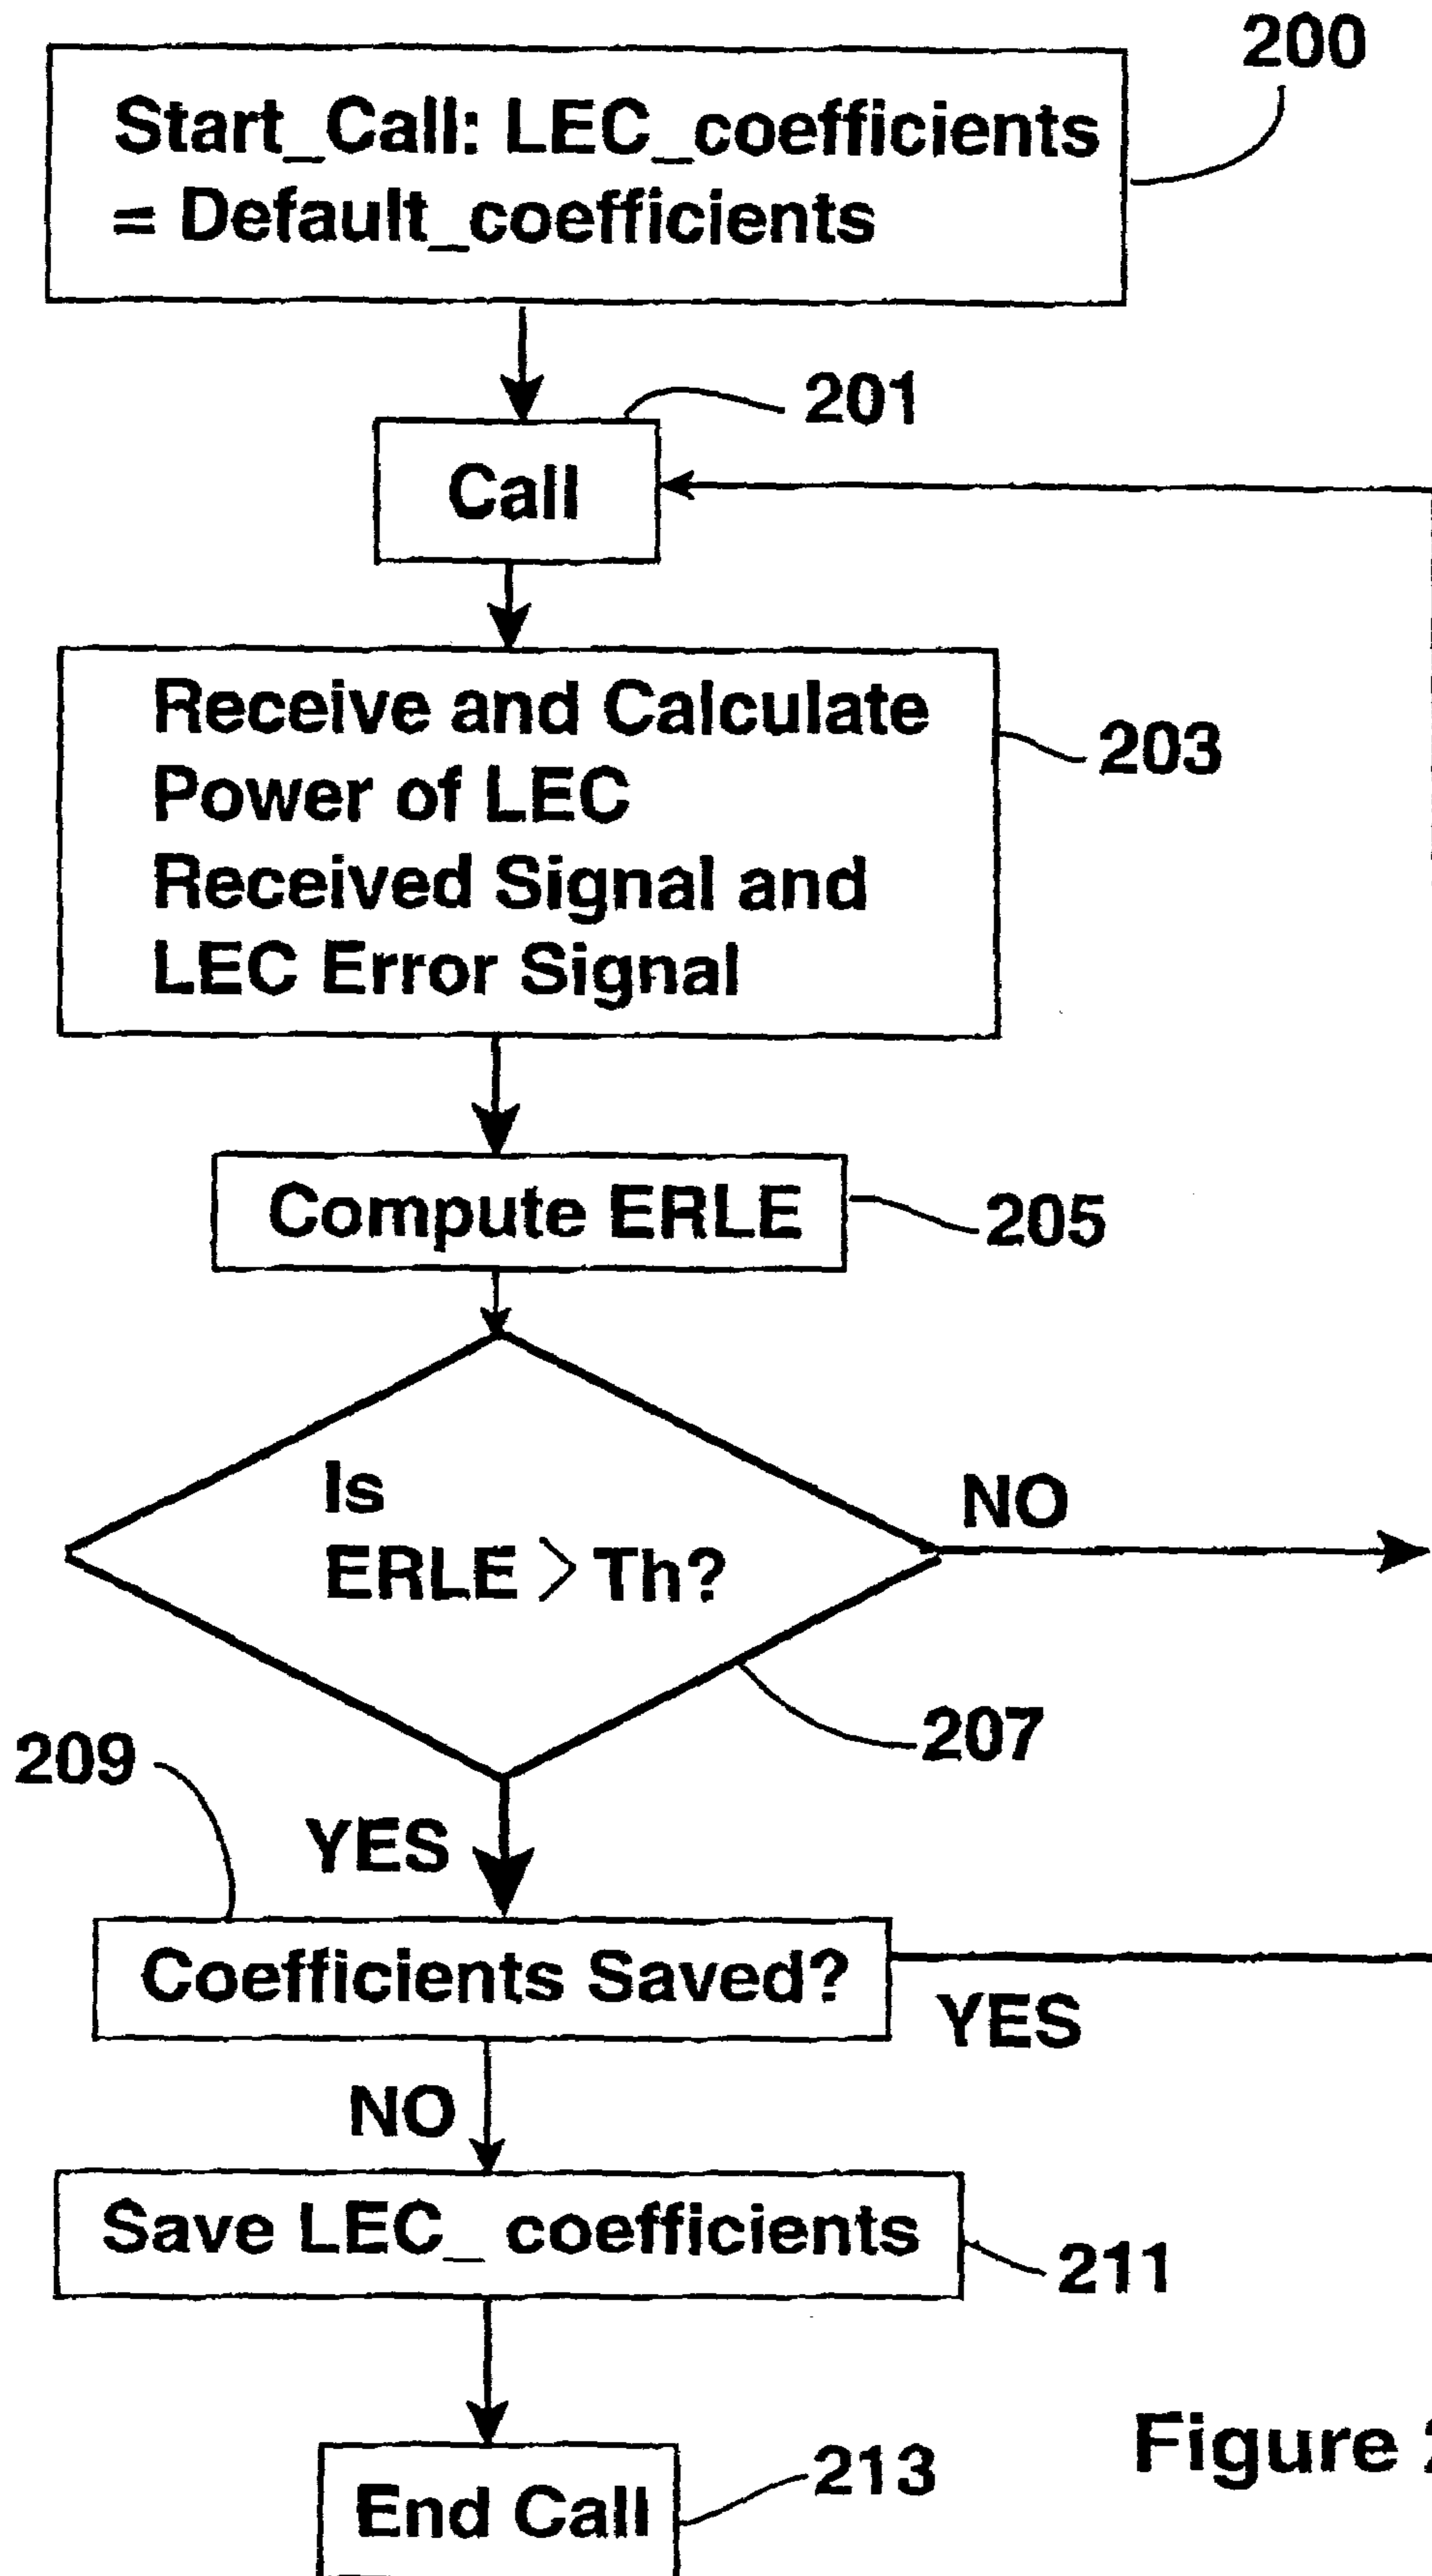 200
Start_Call: LEC_coefficients
= Default_coefficients
201
Call
Receive and Calculate
Power of LEC
Received Signal and
LEC Error Signal
203
Compute ERLE
205
Is
ERLE > Th?
NO
207
209
YES
Coefficients Saved?
YES
NO
Save LEC_ coefficients
211
Figure
End Call
213